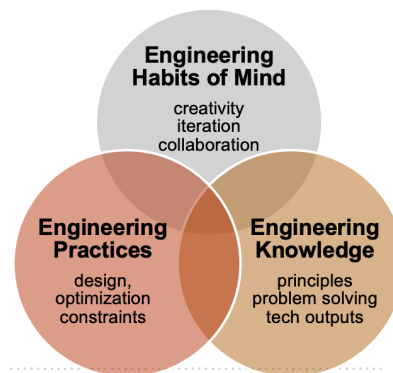 Engineering
Habits of Mind
creativity
iteration
collaboration
Engineering
Practices
design,
optimization
constraints
Engineering
Knowledge
principles
problem solving
tech outputs